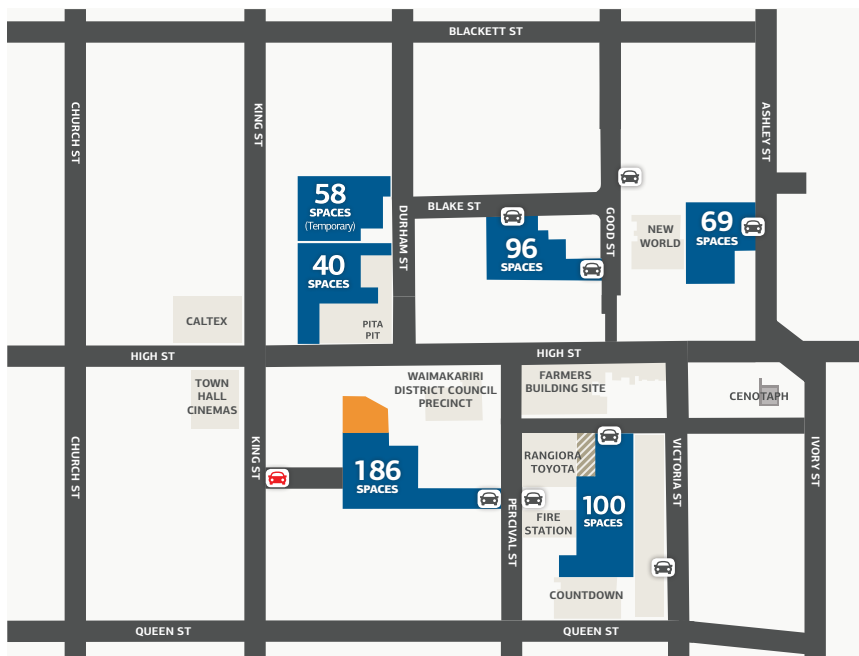 BLACKETT ST
CHURCH ST
KING ST
ASHLEY ST
58
SPACES
(Temporary)
DURHAM ST
BLAKE ST
GOOD ST
NEW
WORLD
69
SPACES
96
SPACES
40
SPACES
CALTEX
PITA
PIT
HIGH ST
HIGH ST
TOWN
HALL
CINEMAS
WAIMAKARIRI
DISTRICT COUNCIL
PRECINCT
FARMERS
BUILDING SITE
CENOTAPH
CHURCH ST
KING ST
186
SPACES
PERCIVAL ST
RANGIORA
TOYOTA
FIRE
STATION
100
SPACES
VICTORIA ST
IVORY ST
COUNTDOWN
QUEEN ST
QUEEN ST